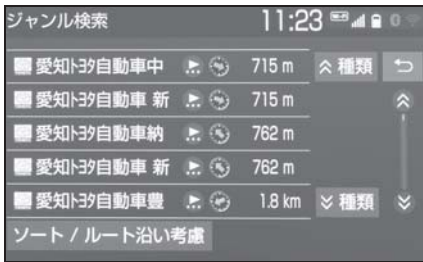 ジャンル検索 11:23
愛知トヨタ自動車中 715 m 種類
愛知トヨタ自動車 新 715 m
愛知トヨタ自動車納 762 m
愛知トヨタ自動車 新 762 m
愛知トヨタ自動車豊 1.8 km 種類
ソート / ルート沿い考慮